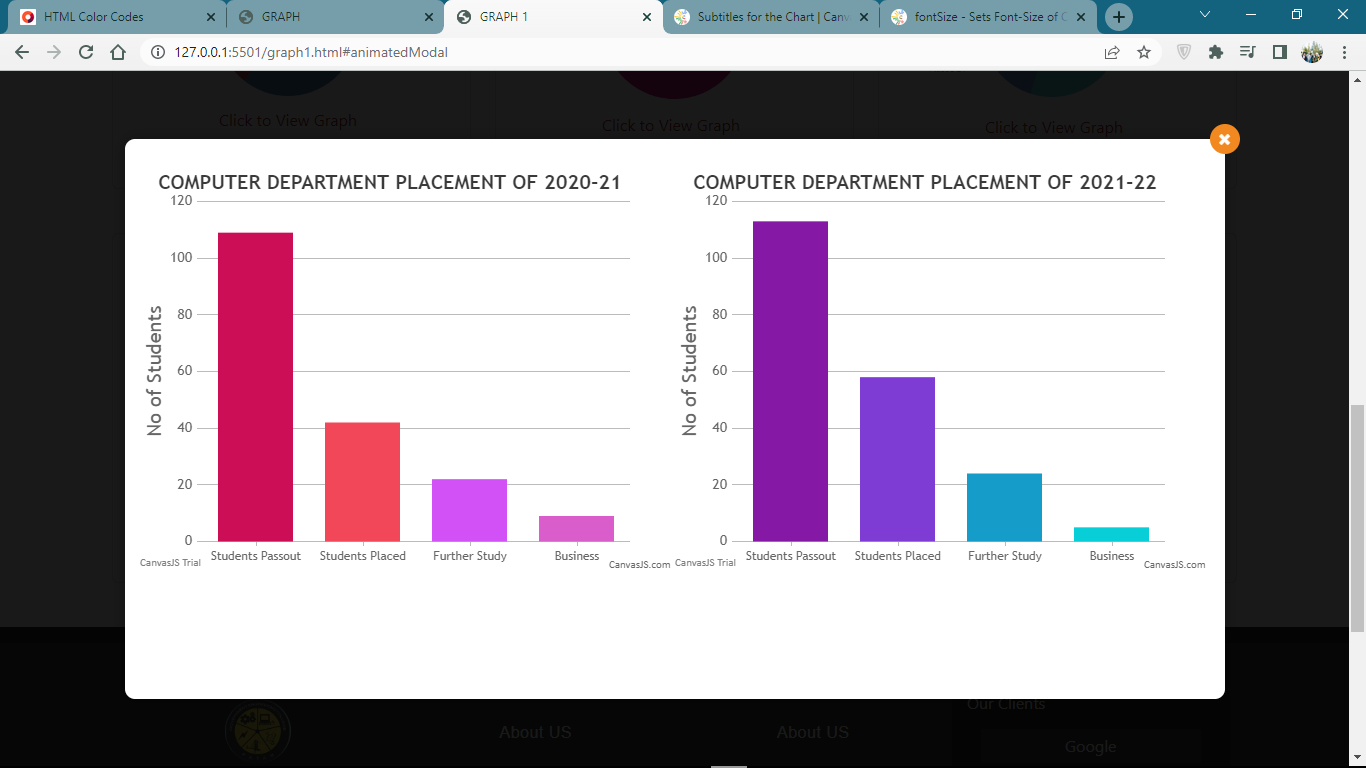 HTML Color Codes
GRAPH
GRAPH 1
Subtitles for the Chart | Canv
fontSize - Sets Font-Size of C
127.0.0.1:5501/graph1.html#animatedModal
Click to View Graph
Click to View Graph
Click to View Graph
COMPUTER DEPARTMENT PLACEMENT OF 2020-21
120
100
80
60
40
20
0
No of Students
Students Passout
Students Placed
Further Study
Business
CanvasJS Trial
CanvasJS.com
COMPUTER DEPARTMENT PLACEMENT OF 2021-22
120
100
80
60
40
20
0
No of Students
Students Passout
Students Placed
Further Study
Business
CanvasJS Trial
CanvasJS.com
Our Clients
About US
About US
Google